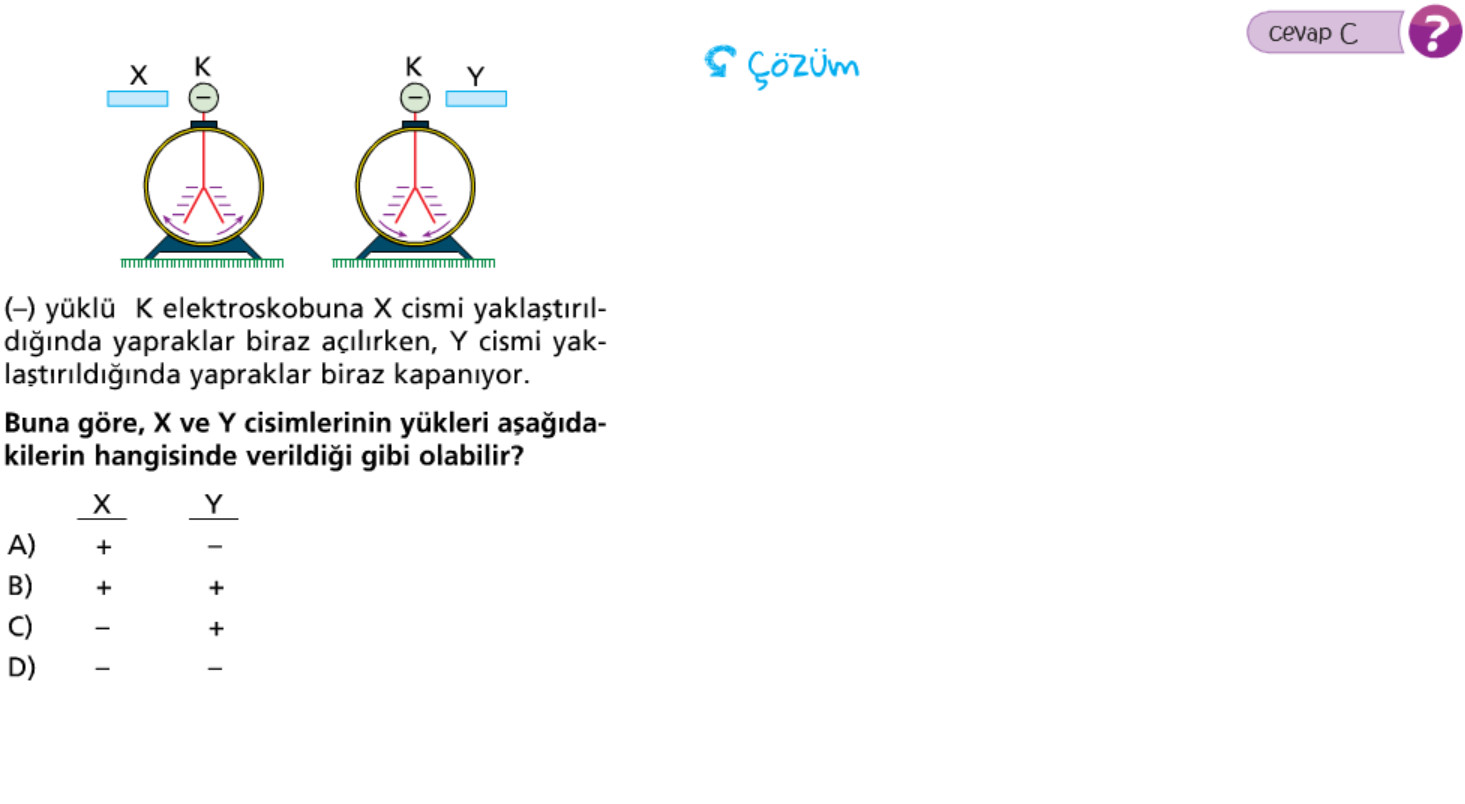 cevap C ?
Çözüm
X K K Y
– –
(–) yüklü K elektroskobuna X cismi yaklaştırıl-
dığında yapraklar biraz açılırken, Y cismi yak-
laştırıldığında yapraklar biraz kapanıyor.
Buna göre, X ve Y cisimlerinin yükleri aşağıda-
kilerin hangisinde verildiği gibi olabilir?
X Y
A) + –
B) + +
C) – +
D) – –